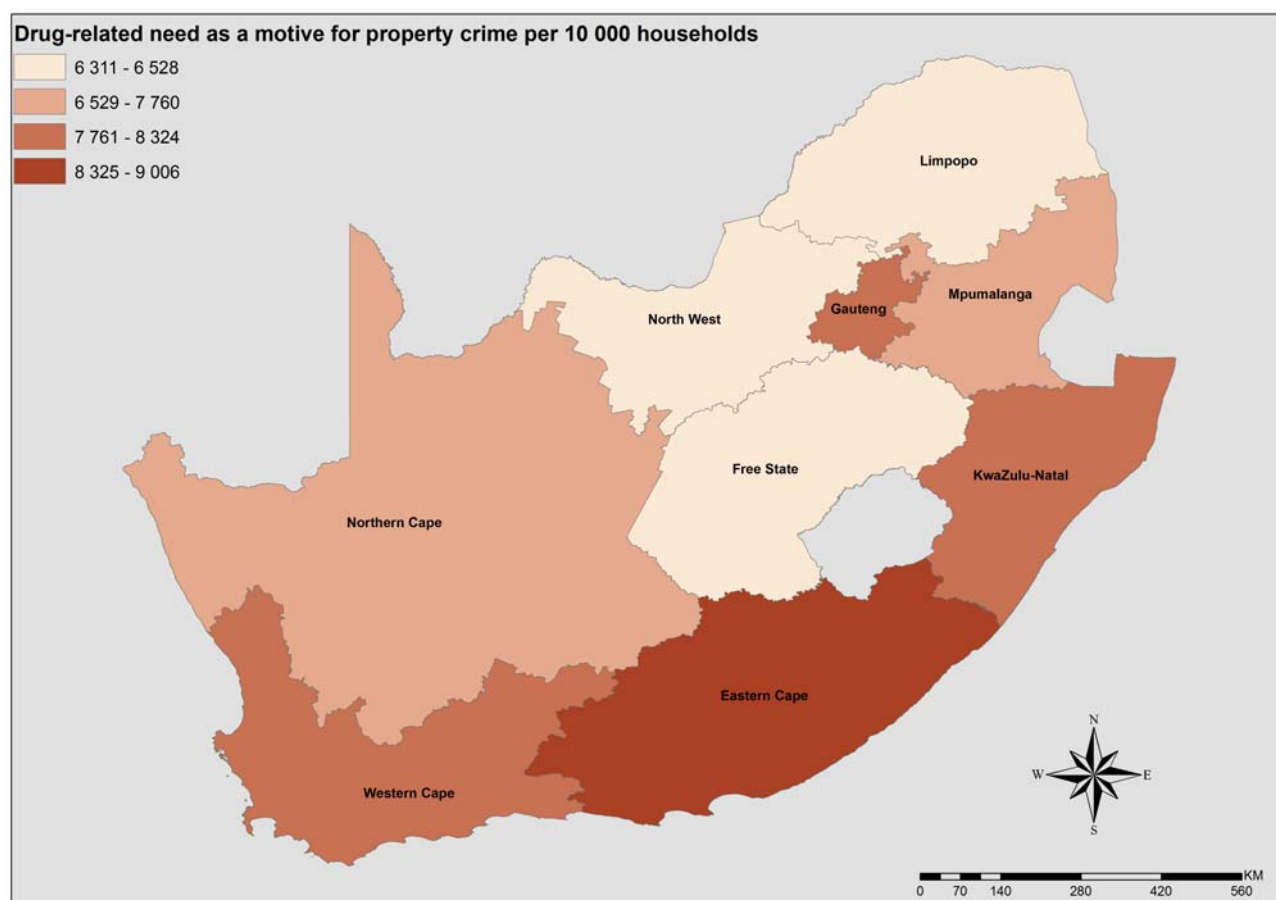 Drug-related need as a motive for property crime per 10 000 households
6 311 - 6 528
6 529 - 7 760
7 761 - 8 324
8 325 - 9 006
Limpopo
Mpumalanga
Gauteng
North West
Free State
KwaZulu-Natal
Northern Cape
Eastern Cape
Western Cape
N
W E
S
KM
0 70 140 280 420 560